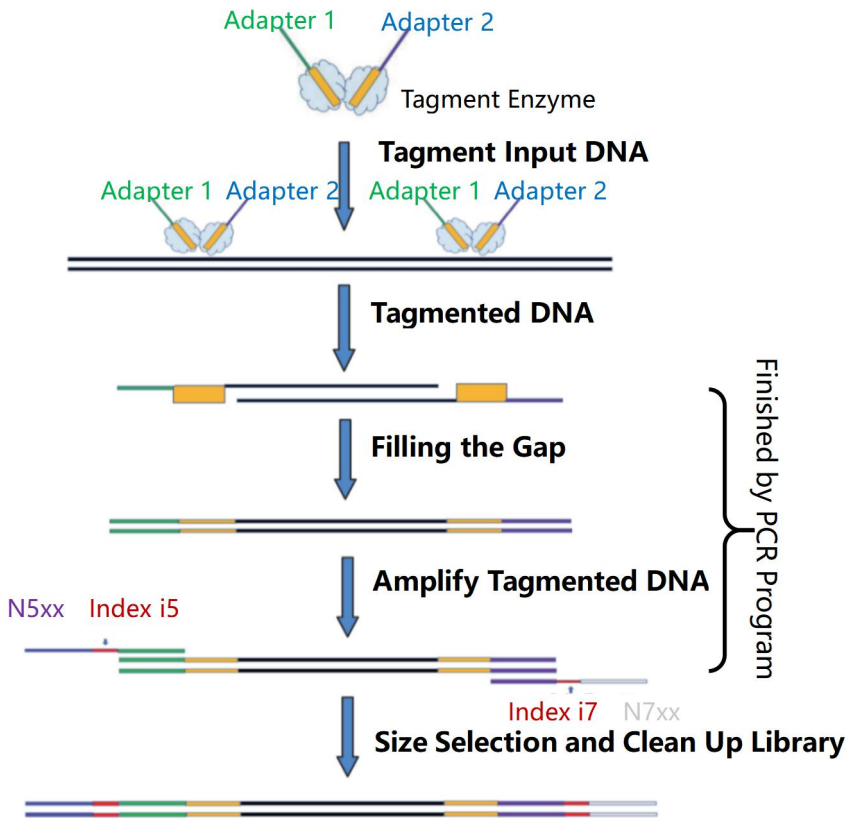 Adapter 1 Adapter 2
Tagment Enzyme
Tagment Input DNA
Adapter 1 Adapter 2 Adapter 1 Adapter 2
Tagmented DNA
Filling the Gap
Finished by PCR Program
Amplify Tagmented DNA
N5xx Index i5
Index i7 N7xx
Size Selection and Clean Up Library